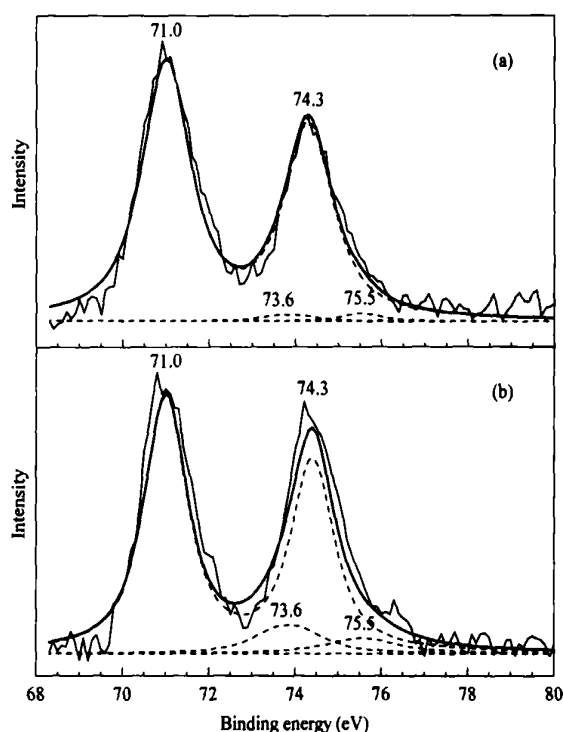 71.0
(a)
74.3
Intensity
73.6
75.5
71.0
(b)
74.3
Intensity
73.6
75.5
68 70 72 74 76 78 80
Binding energy (eV)